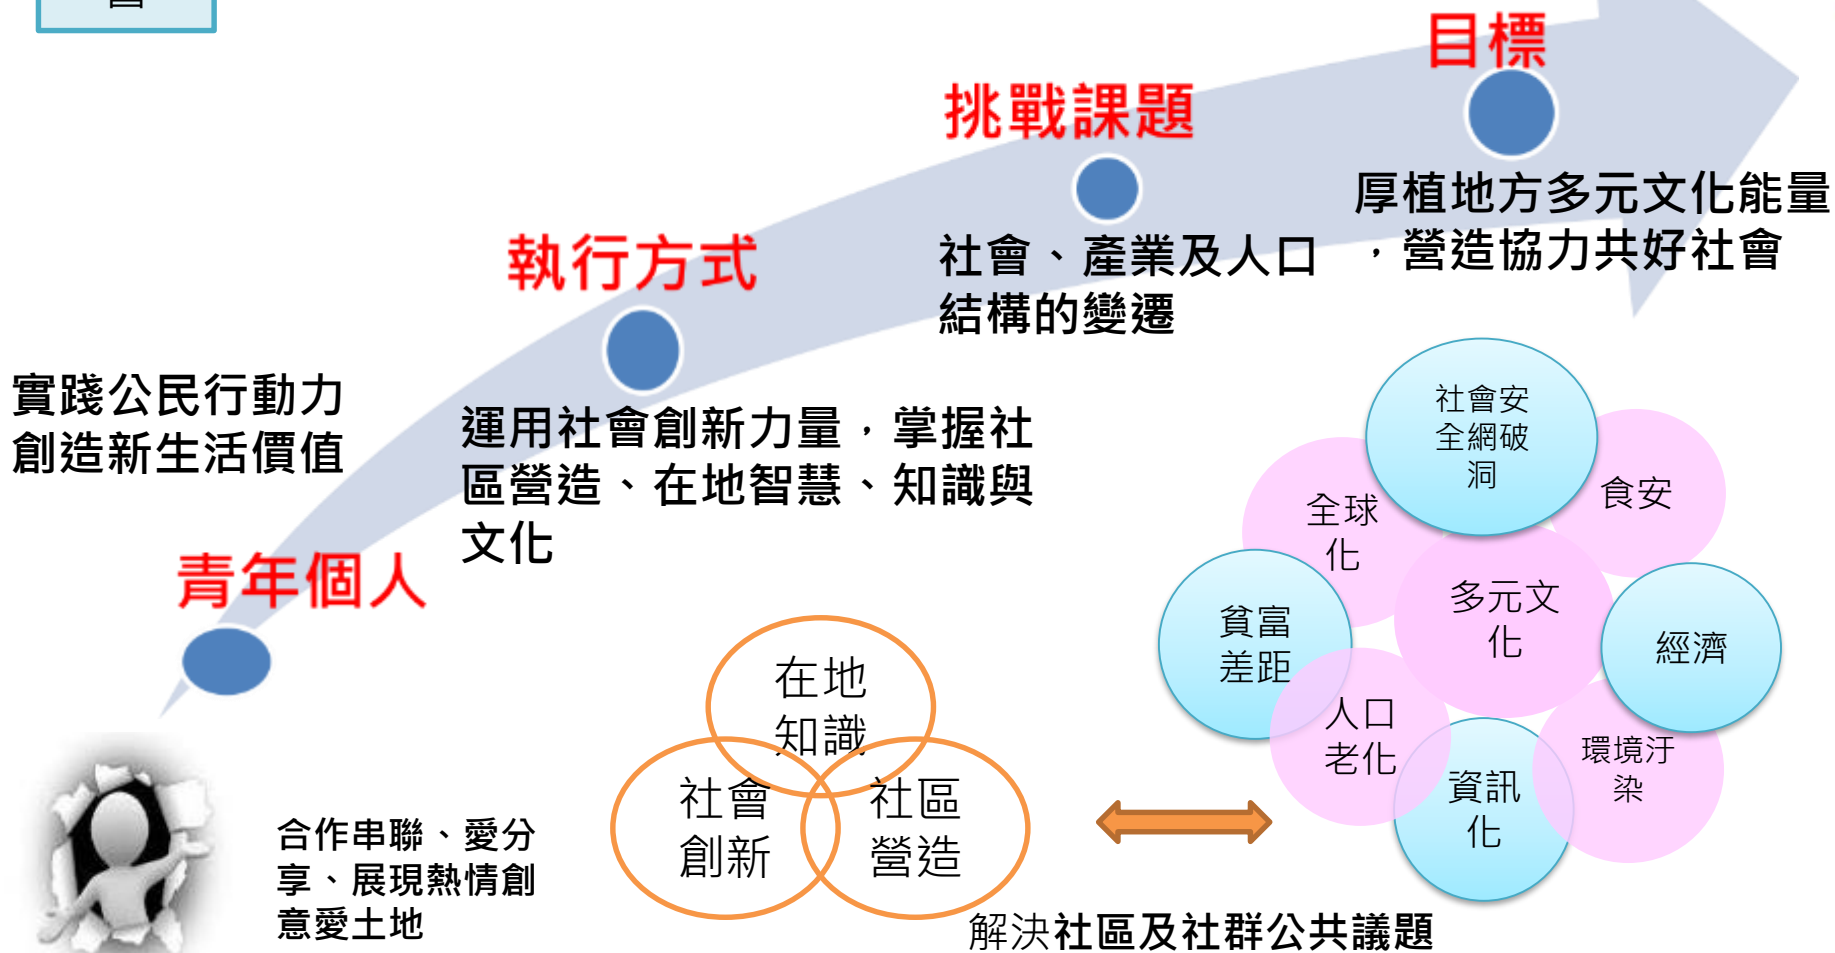 圖
目標
挑戰課題
厚植地方多元文化能量
，營造協力共好社會
執行方式
社會、產業及人口
結構的變遷
實踐公民行動力
創造新生活價值
運用社會創新力量，掌握社
區營造、在地智慧、知識與
文化
青年個人
社會安
全網破
洞
食安
全球
化
多元文
化
貧富
差距
經濟
人口
老化
環境汙
染
資訊
化
在地
知識
社會
創新
社區
營造
合作串聯、愛分
享、展現熱情創
意愛土地
解決社區及社群公共議題